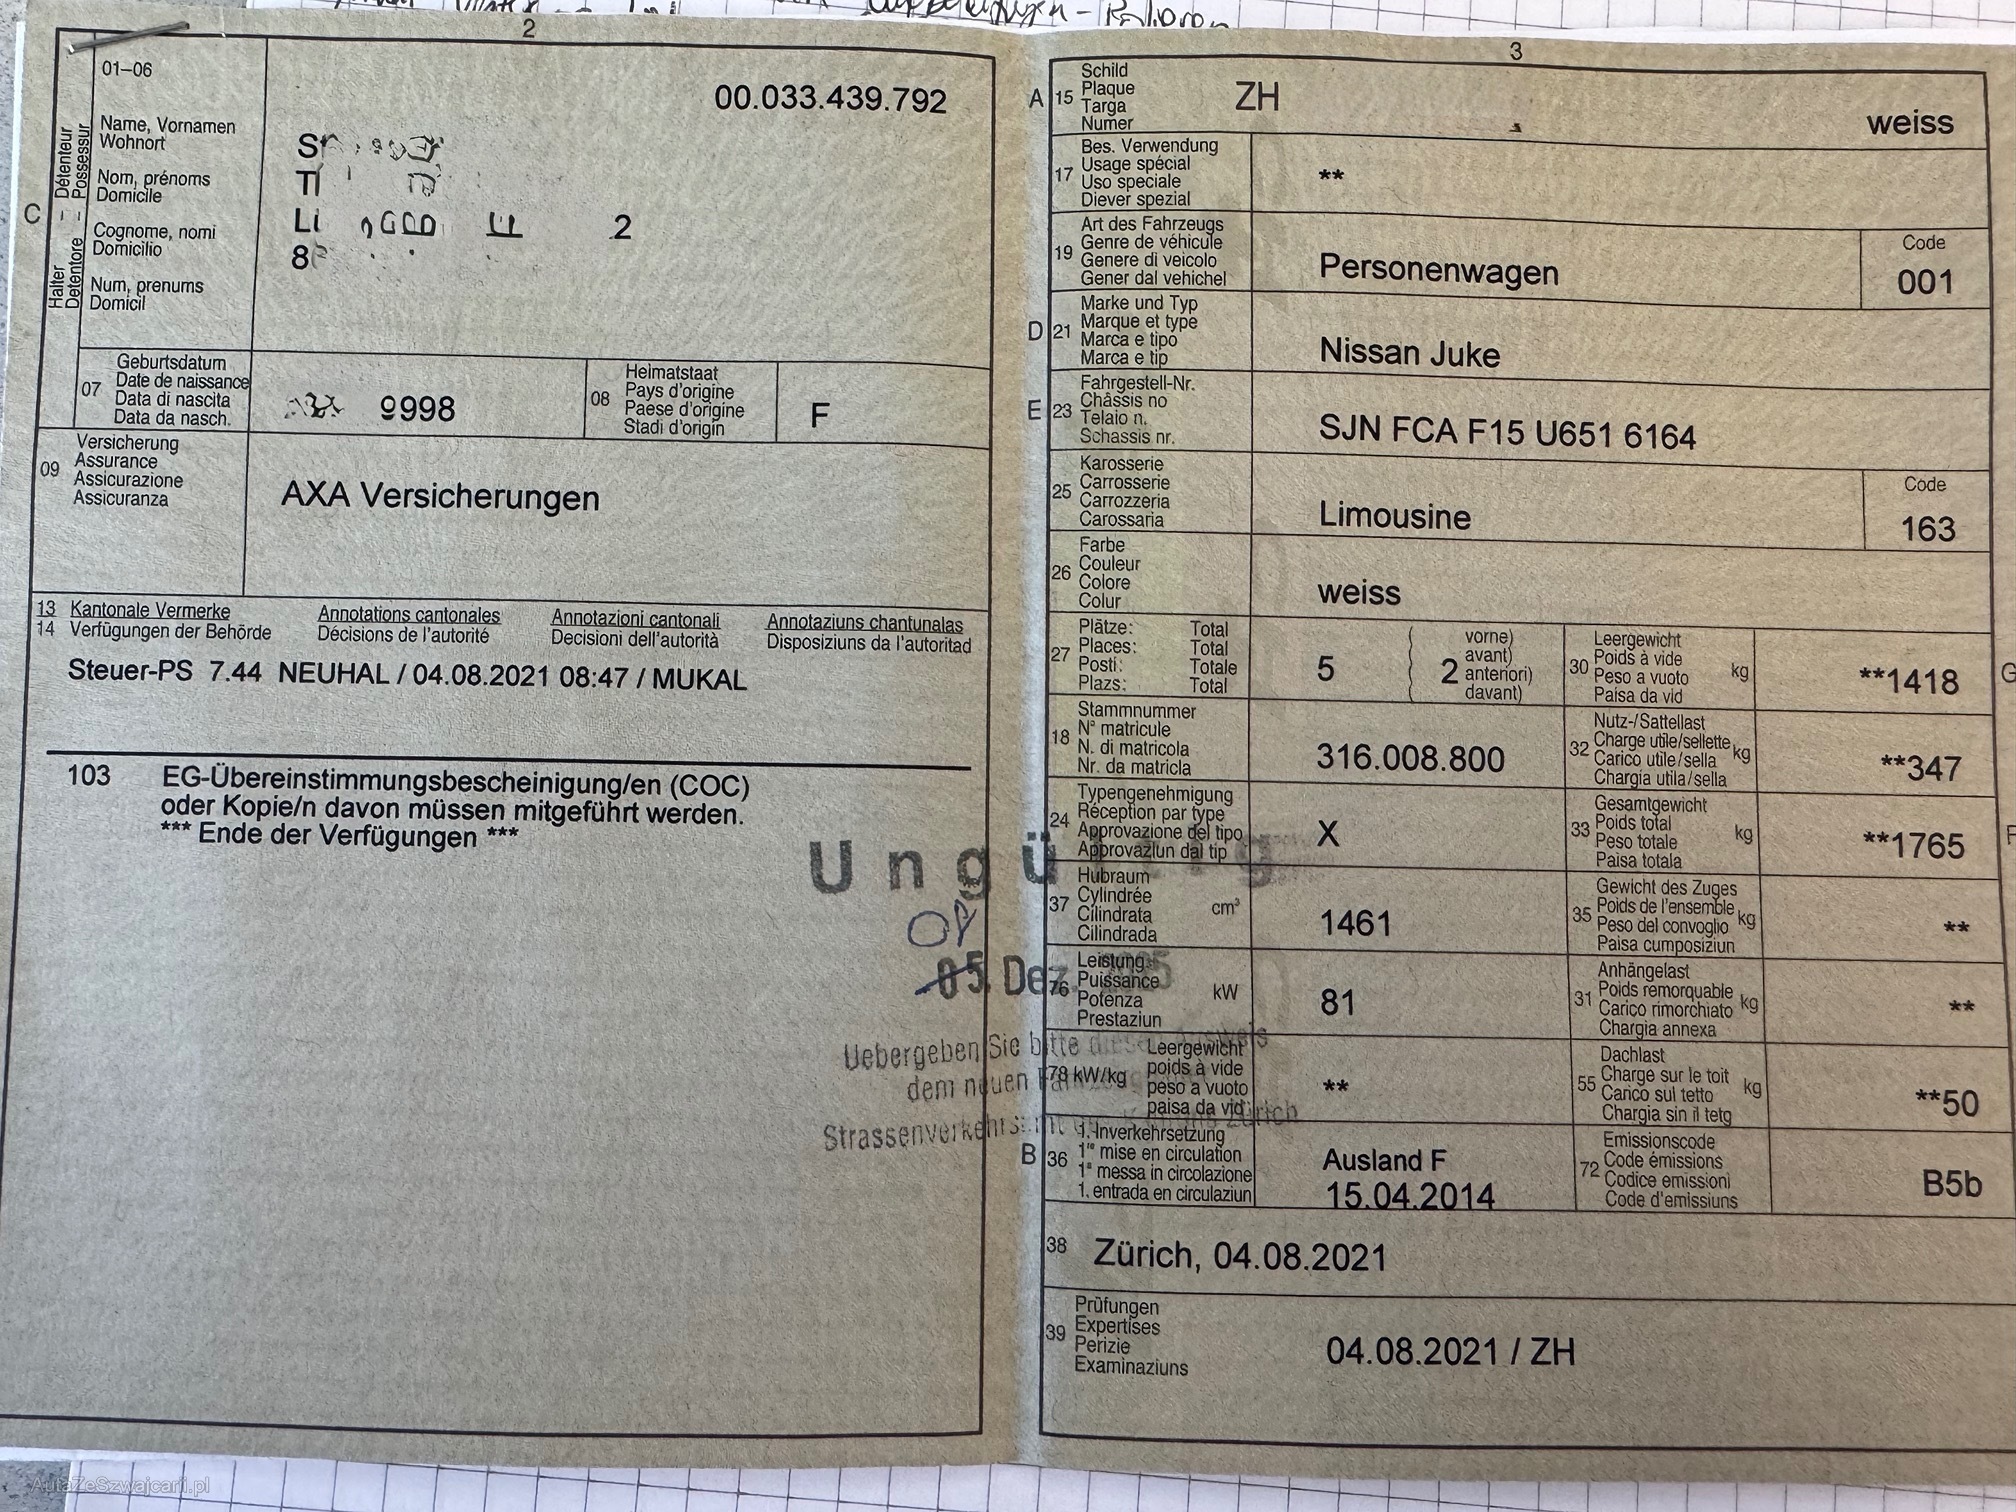 2
01–06
00.033.439.792
C
Halter – Détenteur
Detentore – Possessur
Name, Vornamen
Wohnort
Nom, prénoms
Domicile
Cognome, nomi
Domicilio
Num, prenums
Domicil
2
07
Geburtsdatum
Date de naissance
Data di nascita
Data da nasch.
9998
08
Heimatstaat
Pays d'origine
Paese d'origine
Stadi d'origin
F
09
Versicherung
Assurance
Assicurazione
Assicuranza
AXA Versicherungen
13 Kantonale Vermerke Annotations cantonales Annotazioni cantonali Annotaziuns chantunalas
14 Verfügungen der Behörde Décisions de l'autorité Decisioni dell'autorità Disposiziuns da l'autoritad
Steuer-PS 7.44 NEUHAL / 04.08.2021 08:47 / MUKAL
103 EG-Übereinstimmungsbescheinigung/en (COC)
oder Kopie/n davon müssen mitgeführt werden.
*** Ende der Verfügungen ***
Ungültig
05. Dez. 2025
Uebergeben Sie bitte diesen Ausweis
dem neuen
Strassenverkehrsamt des Kantons Zürich
3
A 15
Schild
Plaque
Targa
Numer
ZH
weiss
17
Bes. Verwendung
Usage spécial
Uso speciale
Diever spezial
**
19
Art des Fahrzeugs
Genre de véhicule
Genere di veicolo
Gener dal vehichel
Personenwagen
Code
001
D 21
Marke und Typ
Marque et type
Marca e tipo
Marca e tip
Nissan Juke
E 23
Fahrgestell-Nr.
Châssis no
Telaio n.
Schassis nr.
SJN FCA F15 U651 6164
25
Karosserie
Carrosserie
Carrozzeria
Carossaria
Limousine
Code
163
26
Farbe
Couleur
Colore
Colur
weiss
27
Plätze: Total
Places: Total
Posti: Totale
Plazs: Total
5
2
vorne)
avant)
anteriori)
davant)
30
Leergewicht
Poids à vide
Peso a vuoto
Paisa da vid
kg
**1418
G
18
Stammnummer
N° matricule
N. di matricola
Nr. da matricla
316.008.800
32
Nutz-/Sattellast
Charge utile/sellette
Carico utile/sella
Chargia utila/sella
kg
**347
24
Typengenehmigung
Réception par type
Approvazione del tipo
Approvaziun dal tip
X
33
Gesamtgewicht
Poids total
Peso totale
Paisa totala
kg
**1765
F
37
Hubraum
Cylindrée
Cilindrata
Cilindrada
cm³
1461
35
Gewicht des Zuges
Poids de l'ensemble
Peso del convoglio
Paisa cumposiziun
kg
**
76
Leistung
Puissance
Potenza
Prestaziun
kW
81
31
Anhängelast
Poids remorquable
Carico rimorchiato
Chargia annexa
kg
**
78 kW/kg
Leergewicht
poids à vide
peso a vuoto
paisa da vid
**
55
Dachlast
Charge sur le toit
Carico sul tetto
Chargia sin il tetg
kg
**50
B 36
1. Inverkehrsetzung
1re mise en circulation
1a messa in circolazione
1. entrada en circulaziun
Ausland F
15.04.2014
72
Emissionscode
Code émissions
Codice emissioni
Code d'emissiuns
B5b
38
Zürich, 04.08.2021
39
Prüfungen
Expertises
Perizie
Examinaziuns
04.08.2021 / ZH
AutaZeSzwajcarii.pl